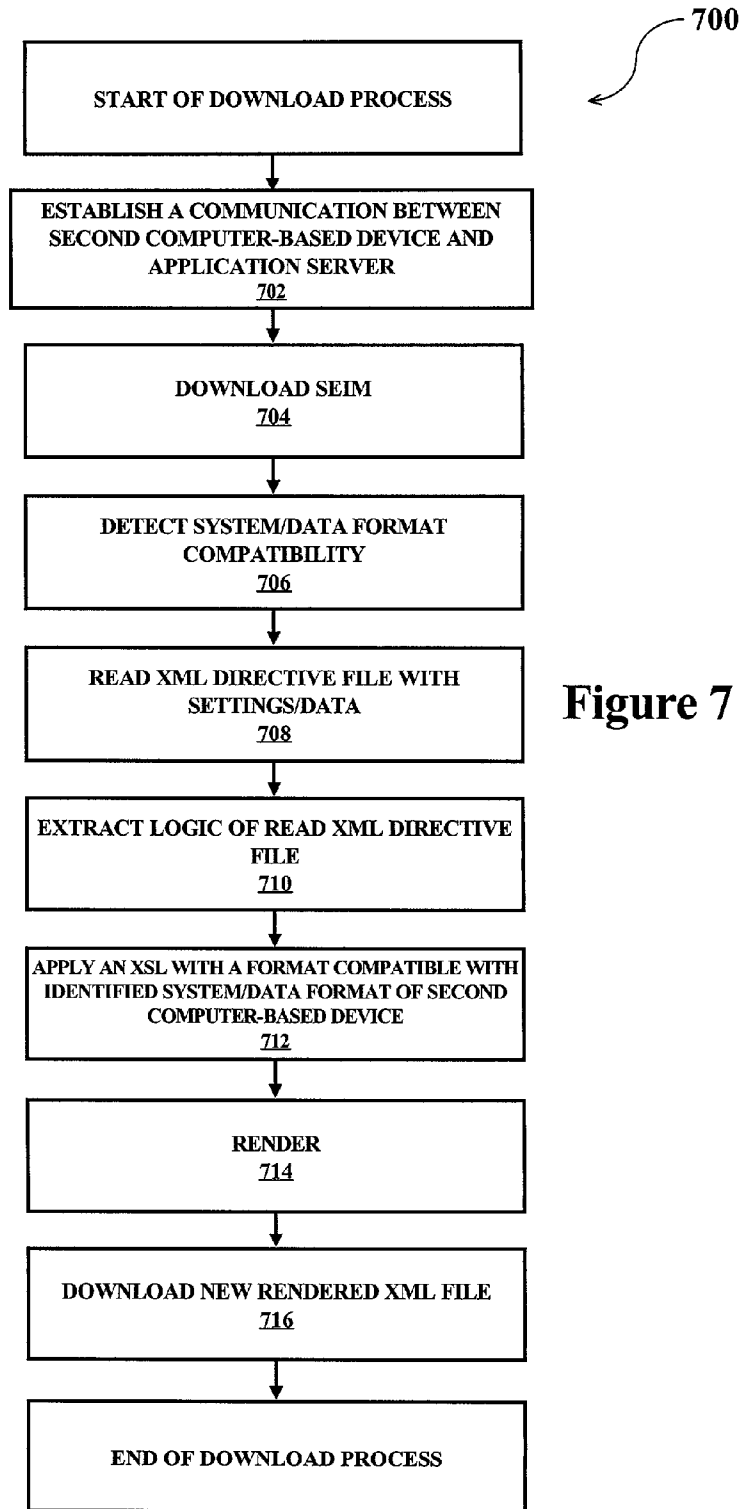 700
START OF DOWNLOAD PROCESS
ESTABLISH A COMMUNICATION BETWEEN
SECOND COMPUTER-BASED DEVICE AND
APPLICATION SERVER
702
DOWNLOAD SEIM
704
DETECT SYSTEM/DATA FORMAT
COMPATIBILITY
706
READ XML DIRECTIVE FILE WITH
SETTINGS/DATA
708
Figure 7
EXTRACT LOGIC OF READ XML DIRECTIVE
FILE
710
APPLY AN XSL WITH A FORMAT COMPATIBLE WITH
IDENTIFIED SYSTEM/DATA FORMAT OF SECOND
COMPUTER-BASED DEVICE
712
RENDER
714
DOWNLOAD NEW RENDERED XML FILE
716
END OF DOWNLOAD PROCESS